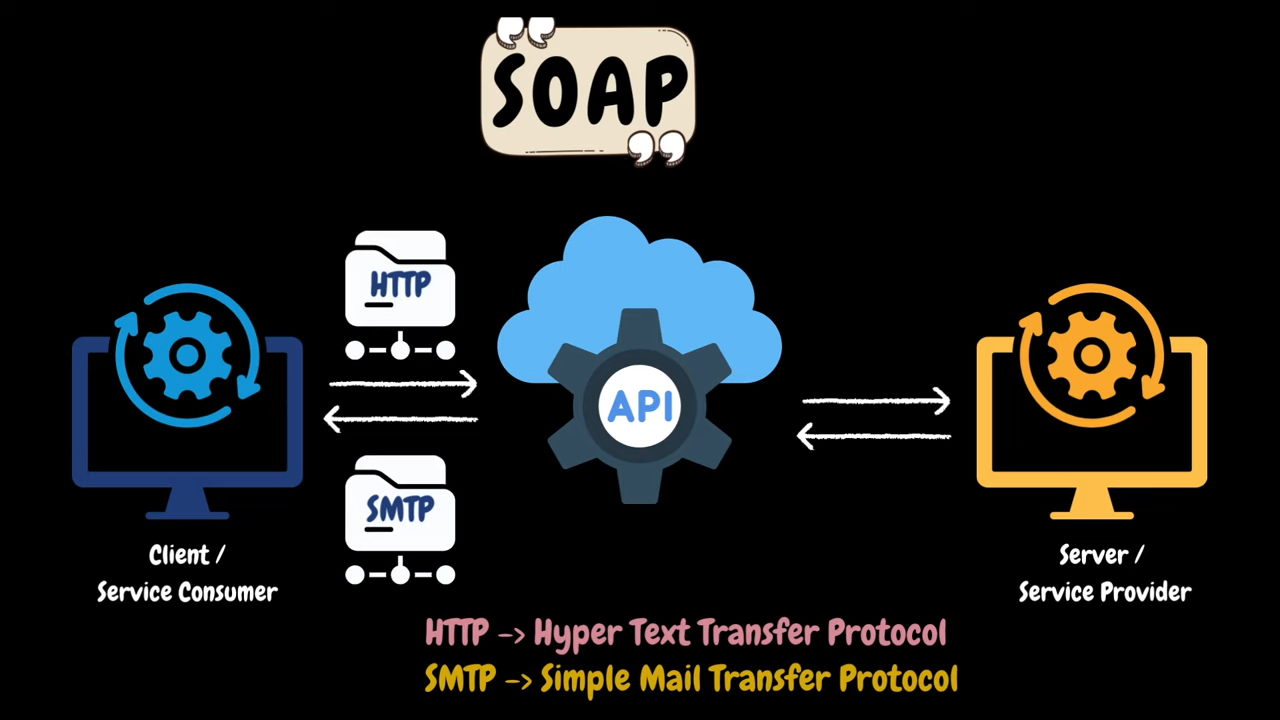 SOAP
HTTP
API
SMTP
Client /
Service Consumer
Server /
Service Provider
HTTP -> Hyper Text Transfer Protocol
SMTP -> Simple Mail Transfer Protocol